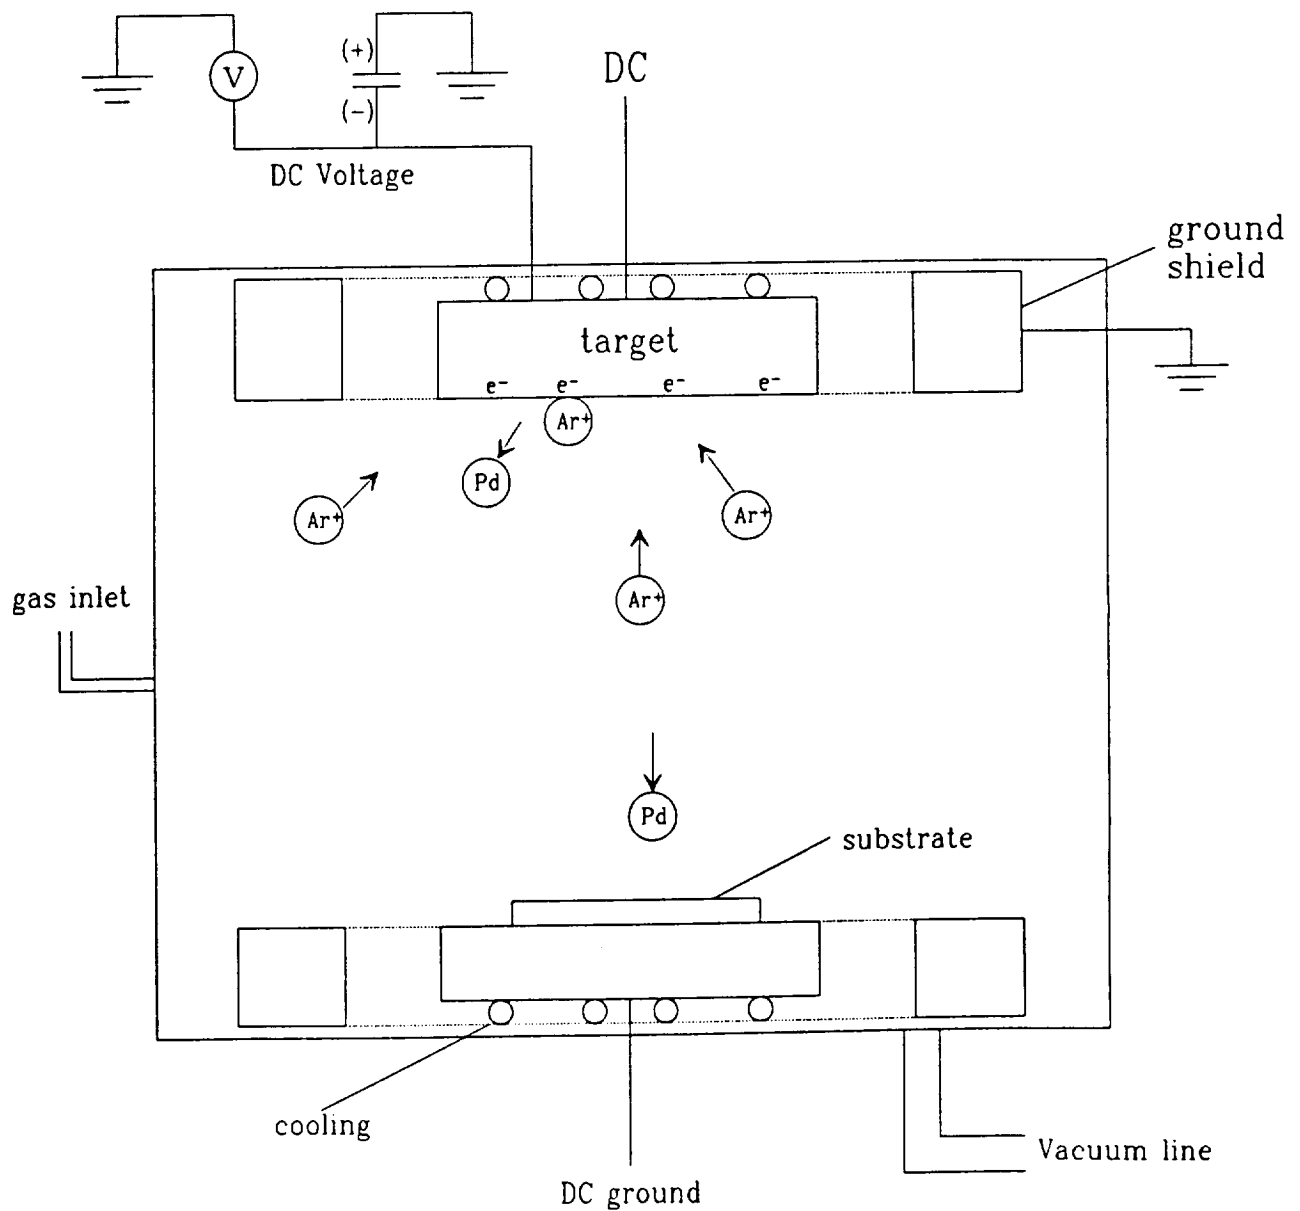 (+)
V
(-)
DC
DC Voltage
ground
shield
target
e- e- e- e-
Ar+
Pd
Ar+
Ar+
Ar+
gas inlet
Pd
substrate
cooling
Vacuum line
DC ground